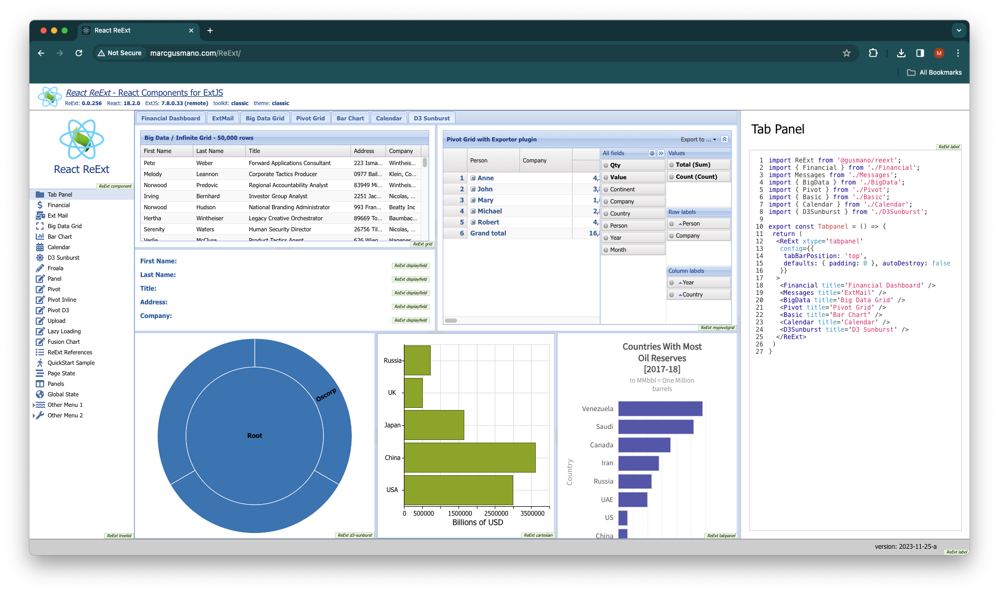 React ReExt
Not Secure
marcgusmano.com/ReExt/
M
All Bookmarks
React ReExt - React Components for ExtJS
ReExt: 0.0.256 React: 18.2.0 ExtJS: 7.8.0.33 (remote) toolkit: classic theme: classic
React ReExt
ReExt component
Tab Panel
Financial
Ext Mail
Big Data Grid
Bar Chart
Calendar
D3 Sunburst
Froala
Panel
Pivot
Pivot Inline
Pivot D3
Upload
Lazy Loading
Fusion Chart
ReExt References
QuickStart Sample
Page State
Panels
Global State
Other Menu 1
Other Menu 2
ReExt treelist
Financial Dashboard ExtMail Big Data Grid Pivot Grid Bar Chart Calendar D3 Sunburst
Big Data / Infinite Grid - 50,000 rows
First Name Last Name Title Address Company
Pete Weber Forward Applications Consultant 223 Isma... Wintheis...
Melody Leannon Corporate Tactics Producer 0977 Bail... Klein, Co...
Norwood Predovic Regional Accountability Analyst 83949 Mi... Wintheis...
Irving Bernhard Investor Group Analyst 2251 Jac... Nicolas, ...
Norwood Hudson National Branding Administrator 993 Fran... Beatty Inc
Hertha Wintheiser Legacy Creative Orchestrator 89669 To... Baumbac...
Serenity Waters Human Security Director 26756 Til... Nicolas, ...
Verlie McClure Product Tactics Agent 626 Wieg... Hagenes...
ReExt grid
First Name:
ReExt displayfield
Last Name:
ReExt displayfield
Title:
ReExt displayfield
Address:
ReExt displayfield
Company:
ReExt displayfield
Pivot Grid with Exporter plugin Export to ...
Person Company
1 Anne 4,
2 John 3,
3 Mary 1,
4 Michael 2,
5 Robert 4,
6 Grand total 16,
All fields
Qty
Value
Continent
Company
Country
Person
Year
Month
Values
Total (Sum)
Count (Count)
Row labels
Person
Company
Column labels
Year
Country
ReExt mypivotgrid
Oscorp
Root
ReExt d3-sunburst
Russia
UK
Japan
China
USA
0 500000 1500000 2500000 3500000
Billions of USD
ReExt cartesian
Countries With Most
Oil Reserves
[2017-18]
In MMbbl = One Million
barrels
Country
Venezuela
Saudi
Canada
Iran
Russia
UAE
US
China
ReExt tabpanel
Tab Panel
ReExt label
1 import ReExt from '@gusmano/reext';
2 import { Financial } from './Financial';
3 import Messages from './Messages';
4 import { BigData } from './BigData';
5 import { Pivot } from './Pivot';
6 import { Basic } from './Basic';
7 import { Calendar } from './Calendar';
8 import { D3Sunburst } from './D3Sunburst';
9
10 export const Tabpanel = () => {
11 return (
12 <ReExt xtype='tabpanel'
13 config={{
14 tabBarPosition: 'top',
15 defaults: { padding: 0 }, autoDestroy: false
16 }}
17 >
18 <Financial title='Financial Dashboard' />
19 <Messages title='ExtMail' />
20 <BigData title='Big Data Grid' />
21 <Pivot title='Pivot Grid' />
22 <Basic title='Bar Chart' />
23 <Calendar title='Calendar' />
24 <D3Sunburst title='D3 Sunburst' />
25 </ReExt>
26 )
27 }
version: 2023-11-25-a
ReExt label